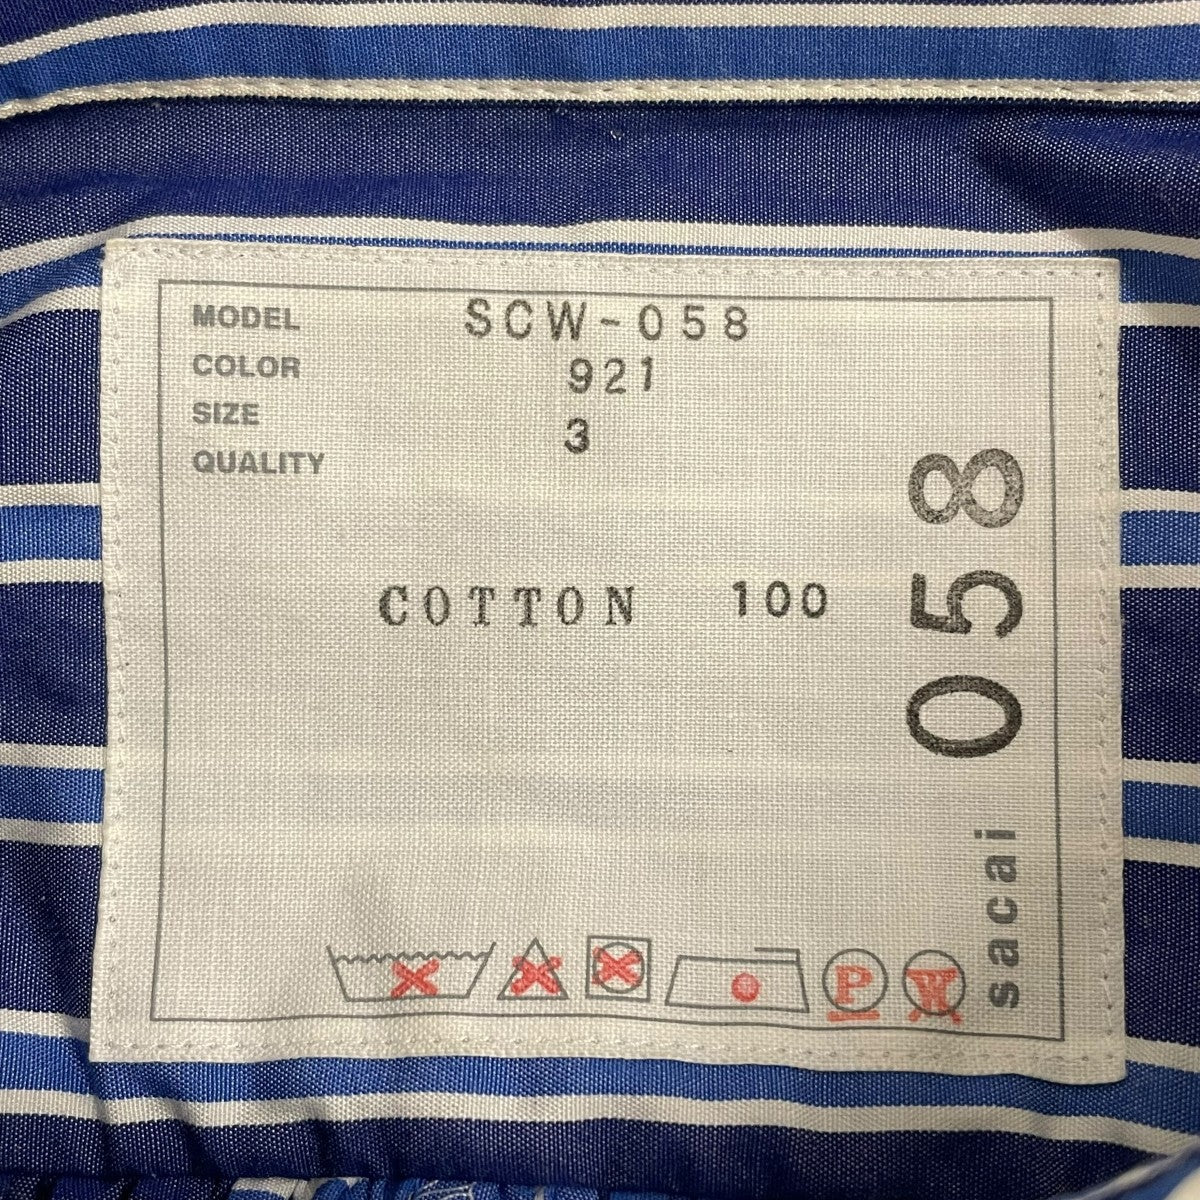 MODEL SCW-058
COLOR 921
SIZE 3
QUALITY
COTTON 100
sacai 058
P
W